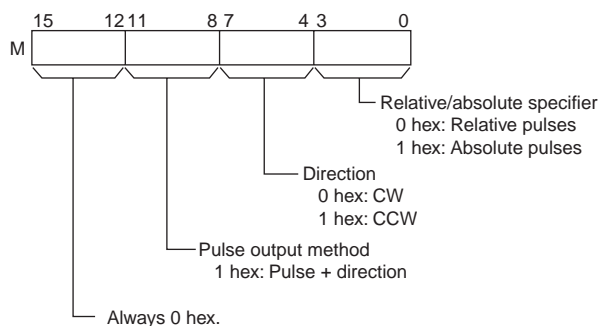 15 12 11 8 7 4 3 0
M
Relative/absolute specifier
0 hex: Relative pulses
1 hex: Absolute pulses
Direction
0 hex: CW
1 hex: CCW
Pulse output method
1 hex: Pulse + direction
Always 0 hex.